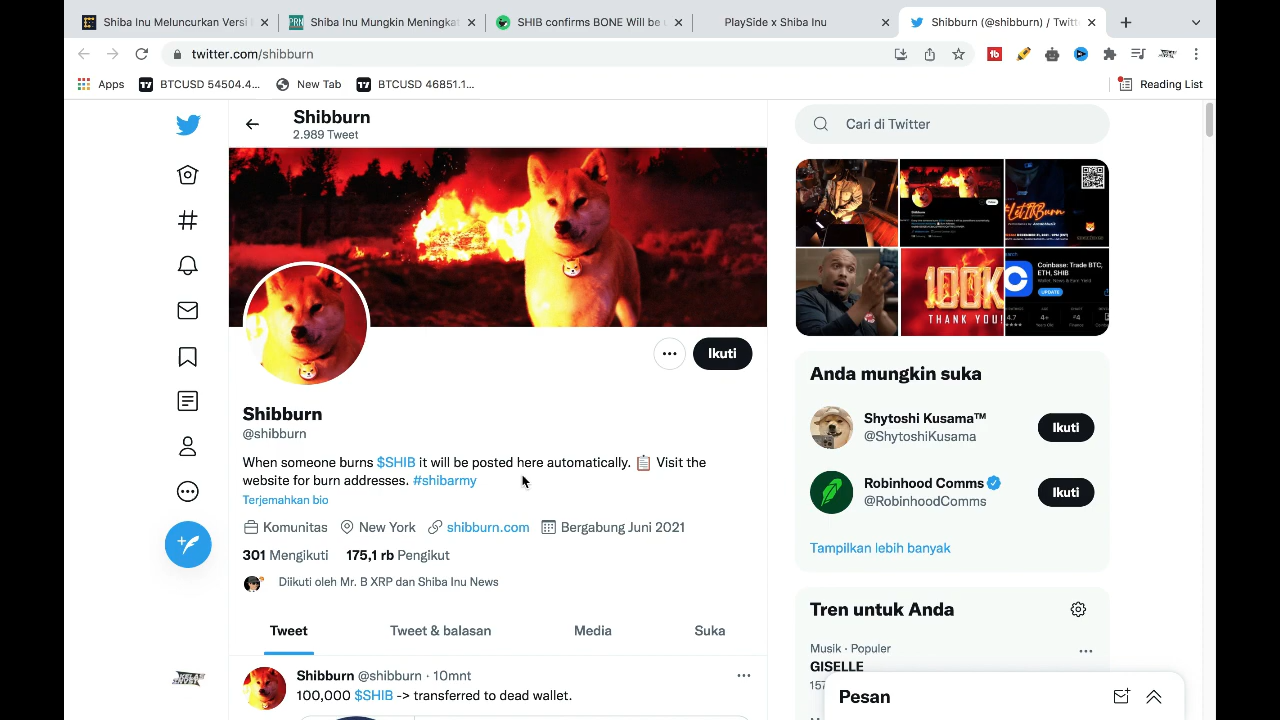 Shiba Inu Meluncurkan Versi
Shiba Inu Mungkin Meningkat
SHIB confirms BONE Will be
PlaySide x Shiba Inu
Shibburn (@shibburn) / Twitt
twitter.com/shibburn
Apps
BTCUSD 54504.4...
New Tab
BTCUSD 46851.1...
Reading List
Shibburn
2.989 Tweet
Cari di Twitter
#LetItBurn
100K
THANK YOU!
Coinbase: Trade BTC,
ETH, SHIB
UPDATE
4.7
4+
Ikuti
Shibburn
@shibburn
When someone burns $SHIB it will be posted here automatically. 📋 Visit the
website for burn addresses. #shibarmy
Terjemahkan bio
Komunitas
New York
shibburn.com
Bergabung Juni 2021
301 Mengikuti
175,1 rb Pengikut
Diikuti oleh Mr. B XRP dan Shiba Inu News
Tweet
Tweet & balasan
Media
Suka
Shibburn @shibburn · 10mnt
100,000 $SHIB -> transferred to dead wallet.
Anda mungkin suka
Shytoshi Kusama™
@ShytoshiKusama
Ikuti
Robinhood Comms
@RobinhoodComms
Ikuti
Tampilkan lebih banyak
Tren untuk Anda
Musik · Populer
GISELLE
Pesan